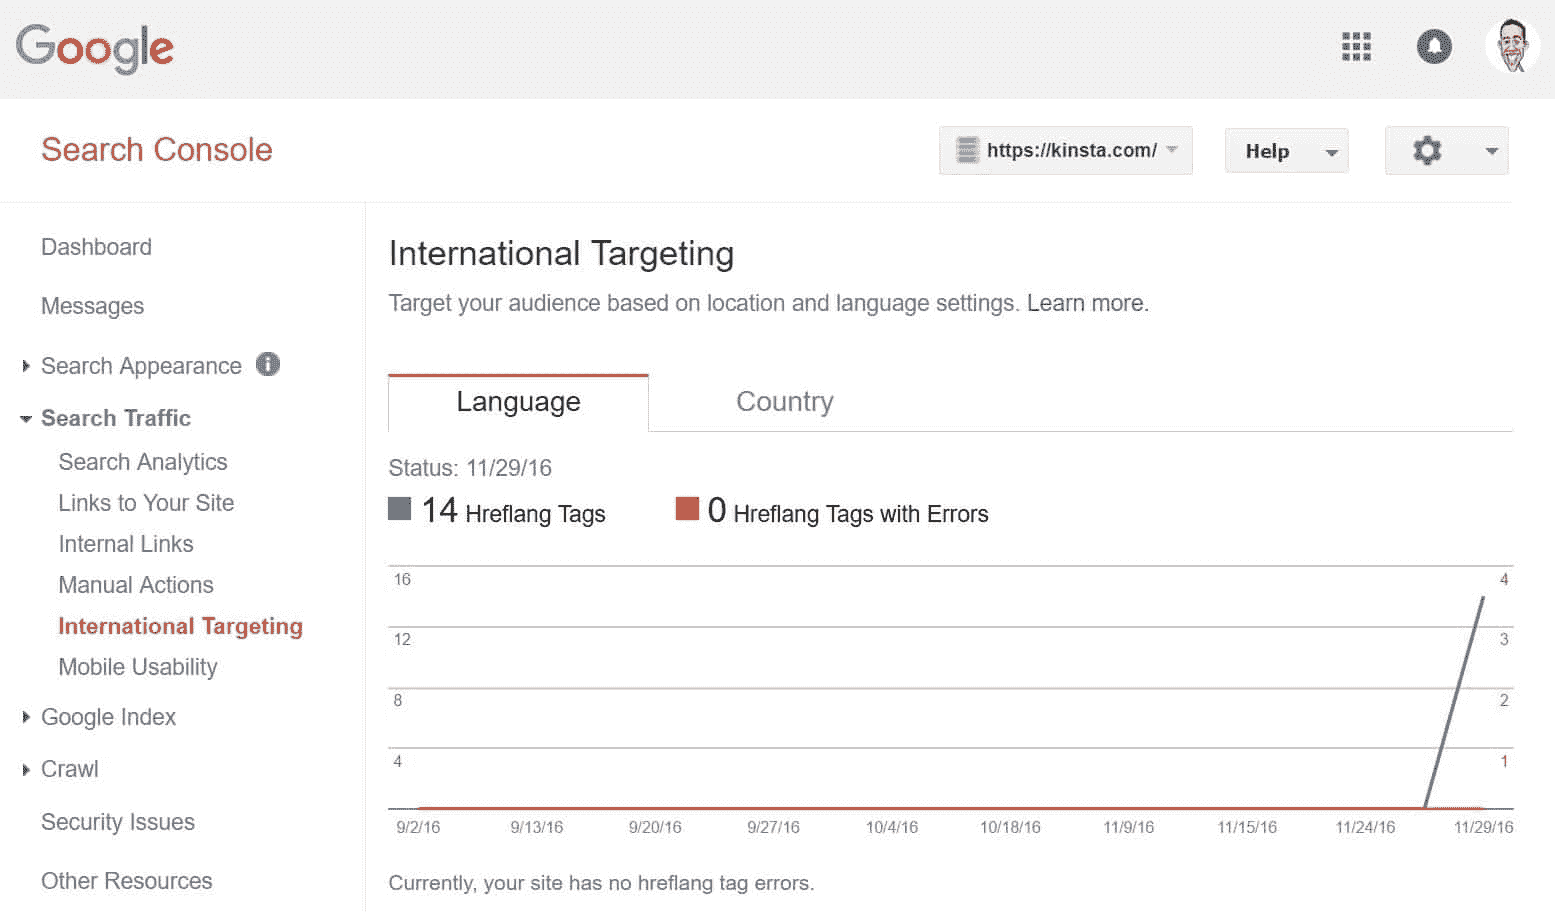 Google
Search Console
https://kinsta.com/
Help
Dashboard
Messages
Search Appearance
Search Traffic
Search Analytics
Links to Your Site
Internal Links
Manual Actions
International Targeting
Mobile Usability
Google Index
Crawl
Security Issues
Other Resources
International Targeting
Target your audience based on location and language settings. Learn more.
Language Country
Status: 11/29/16
14 Hreflang Tags 0 Hreflang Tags with Errors
16 4
12 3
8 2
4 1
9/2/16 9/13/16 9/20/16 9/27/16 10/4/16 10/18/16 11/9/16 11/15/16 11/24/16 11/29/16
Currently, your site has no hreflang tag errors.